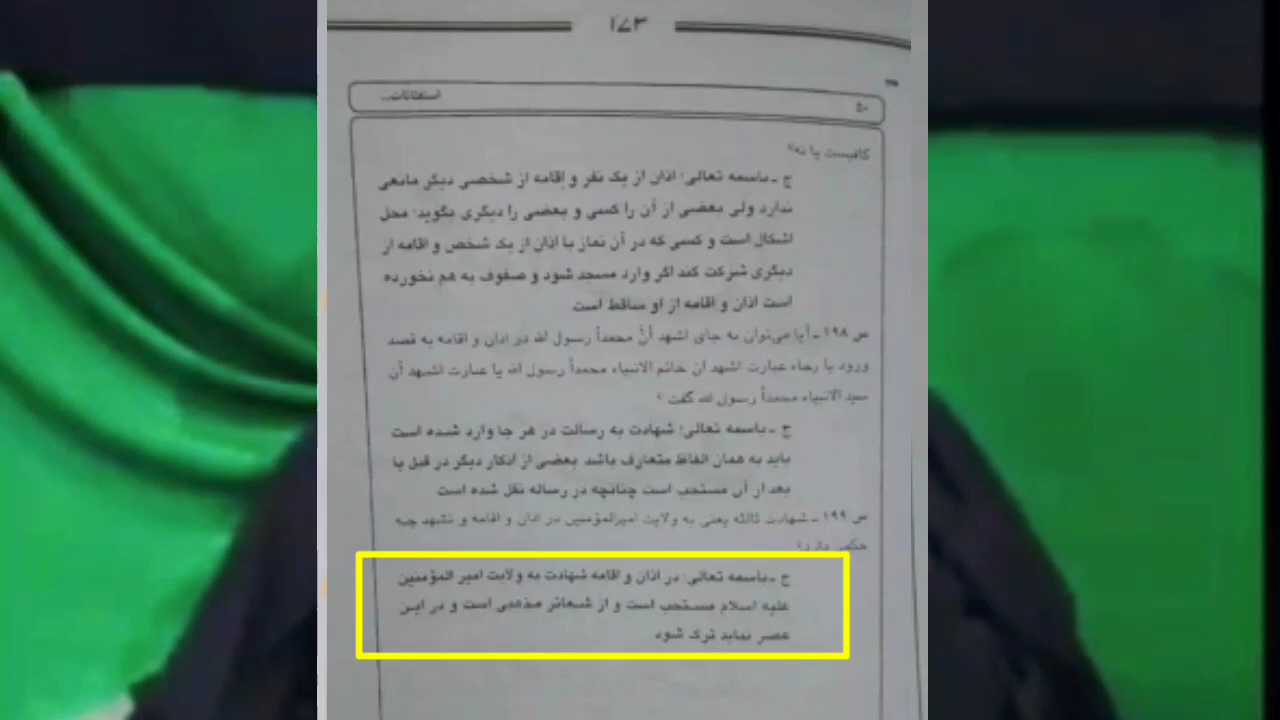 ۱۷۳
۵۰
استفتائات...
کافیست یا نه؟
ج ـ باسمه تعالی؛ اذان از یک نفر و اقامه از شخصی دیگر مانعی
ندارد ولی بعضی از آن را کسی و بعضی را دیگری بگوید؛ محل
اشکال است و کسی که در آن نماز با اذان از یک شخص و اقامه از
دیگری شرکت کند اگر وارد مسجد شود و صفوف به هم نخورده
است اذان و اقامه از او ساقط است
س ۱۹۸ ـ آیا می‌توان به جای اشهد أنَّ محمداً رسول الله در اذان و اقامه به قصد
ورود یا رجاء عبارت اشهد ان خاتم الانبیاء محمداً رسول الله یا عبارت اشهد أن
سید الانبیاء محمداً رسول الله گفت ؟
ج ـ باسمه تعالی؛ شهادت به رسالت در هر جا وارد شده است
باید به همان الفاظ متعارف باشد بعضی از اذکار دیگر در قبل یا
بعد از آن مستحب است چنانچه در رساله نقل شده است
س ۱۹۹ ـ شهادت ثالثه یعنی به ولایت امیرالمؤمنین در اذان و اقامه و تشهد چه
حکمی دارد؟
ج ـ باسمه تعالی؛ در اذان و اقامه شهادت به ولایت امیر المؤمنین
علیه اسلام مستحب است و از شعائر مذهبی است و در این
عصر نباید ترک شود